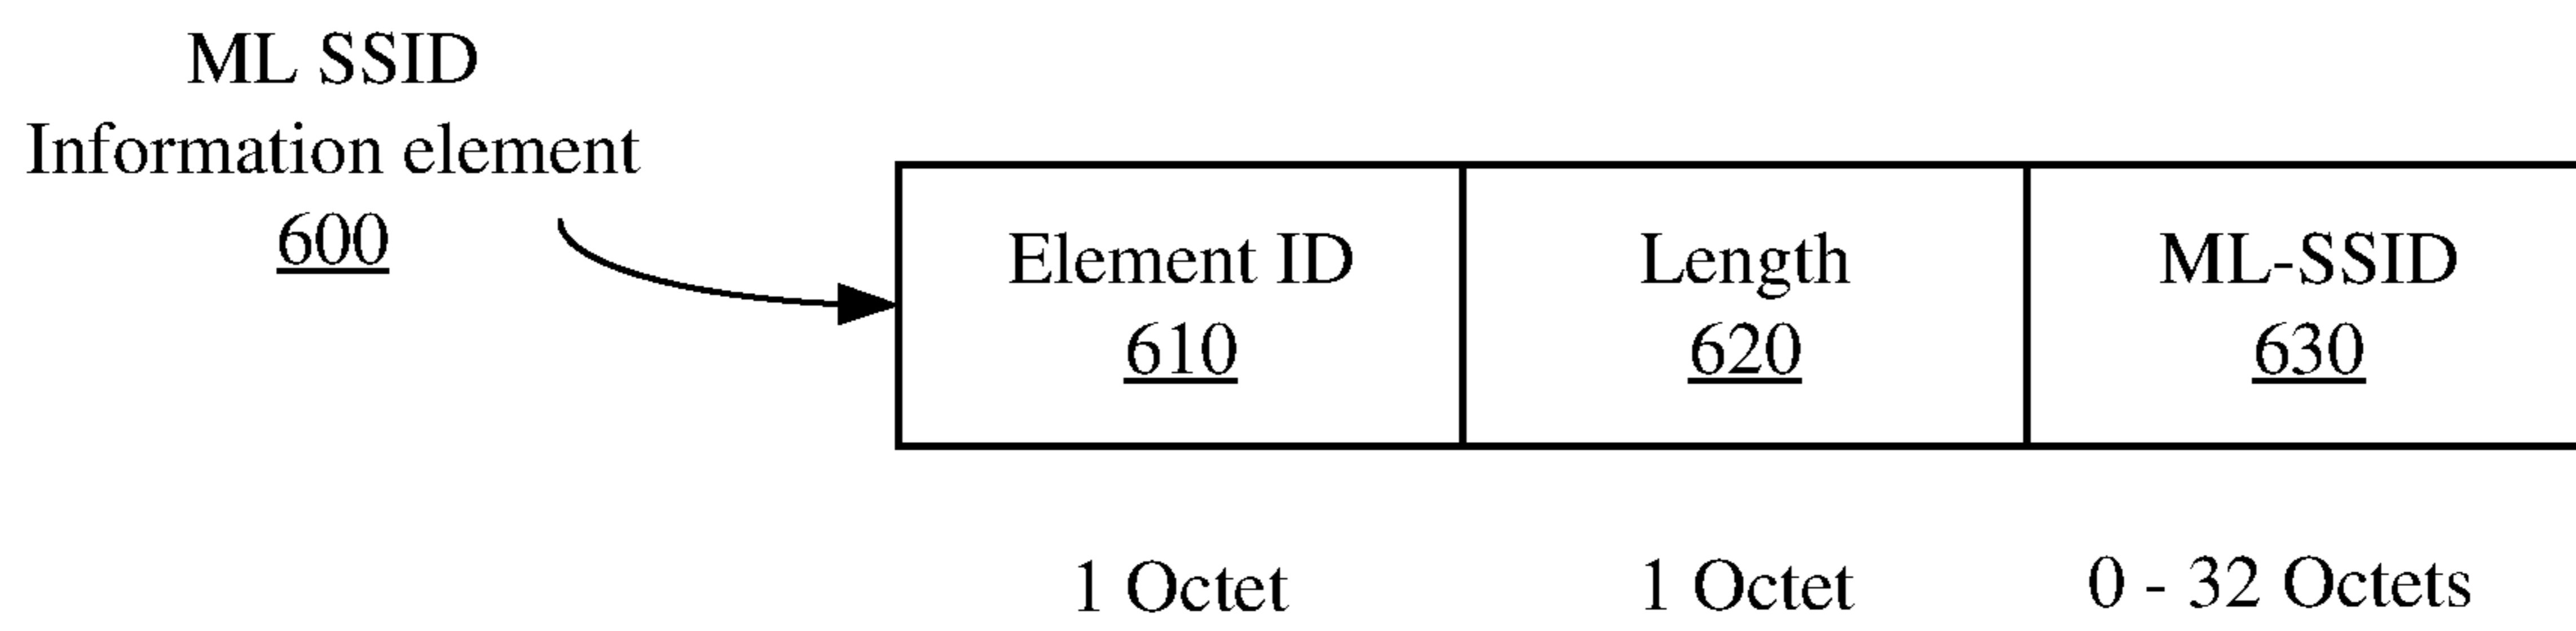 ML SSID
Information element
600
Element ID
610
Length
620
ML-SSID
630
1 Octet
1 Octet
0 - 32 Octets